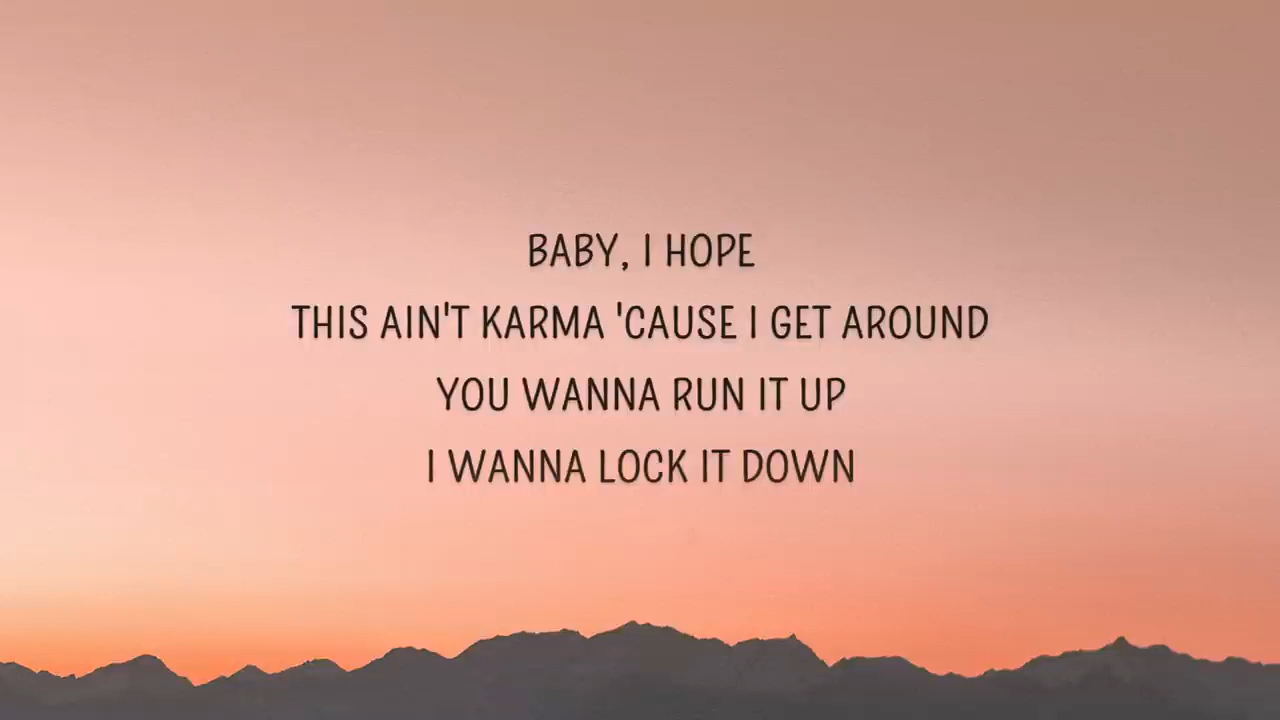 BABY, I HOPE
THIS AIN'T KARMA 'CAUSE I GET AROUND
YOU WANNA RUN IT UP
I WANNA LOCK IT DOWN